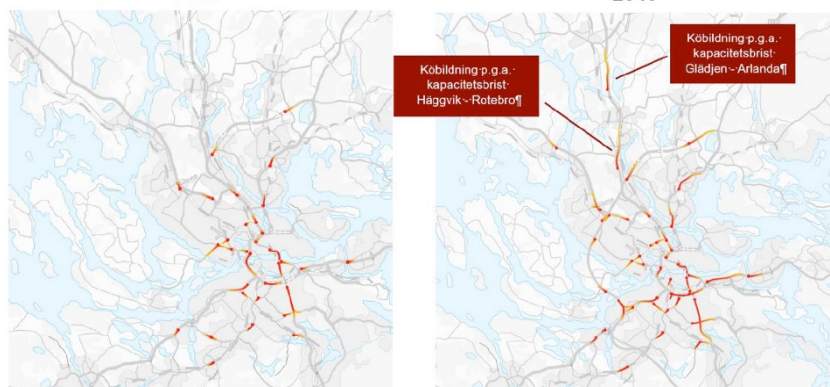 Köbildning·p.g.a.·
kapacitetsbrist·
Glädjen·-·Arlanda¶
Köbildning·p.g.a.·
kapacitetsbrist·
Häggvik·-·Rotebro¶